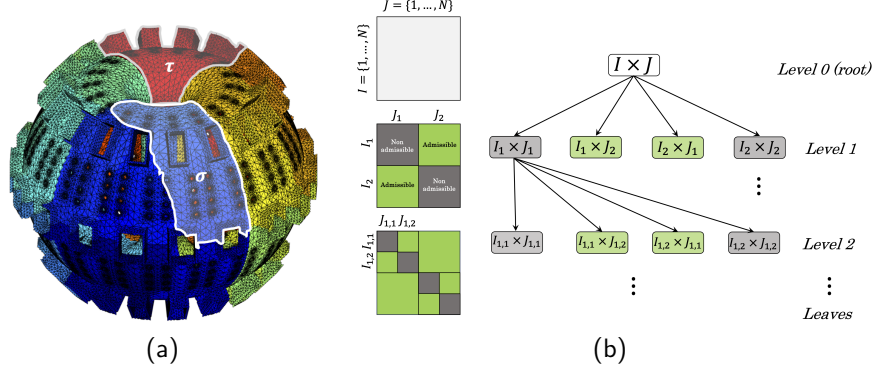 τ
σ
(a)
J = {1, ..., N}
I = {1, ..., N}
J₁ J₂
I₁
Non admissible
Admissible
I₂
Admissible
Non admissible
J₁,₁ J₁,₂
I₁,₂ I₁,₁
I × J
Level 0 (root)
I₁ × J₁
I₁ × J₂
I₂ × J₁
I₂ × J₂
Level 1
I₁,₁ × J₁,₁
I₁,₁ × J₁,₂
I₁,₂ × J₁,₁
I₁,₂ × J₁,₂
Level 2
Leaves
(b)